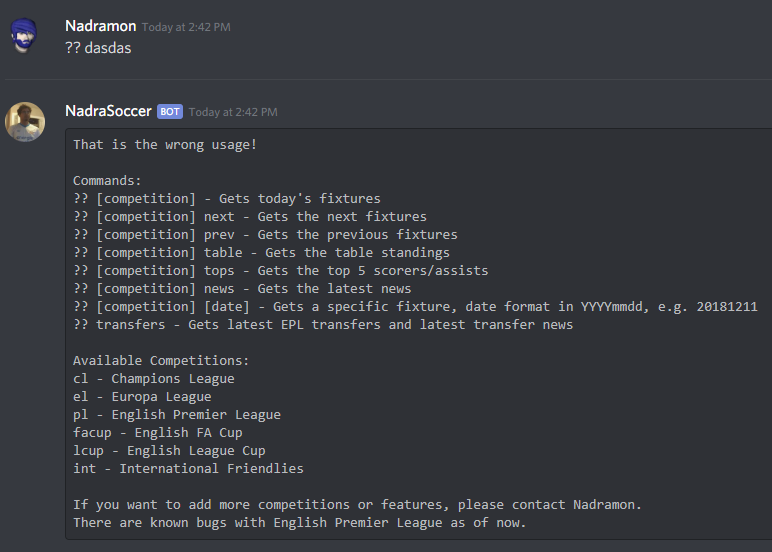 Nadramon Today at 2:42 PM
?? dasdas
NadraSoccer BOT Today at 2:42 PM
That is the wrong usage!
Commands:
?? [competition] - Gets today's fixtures
?? [competition] next - Gets the next fixtures
?? [competition] prev - Gets the previous fixtures
?? [competition] table - Gets the table standings
?? [competition] tops - Gets the top 5 scorers/assists
?? [competition] news - Gets the latest news
?? [competition] [date] - Gets a specific fixture, date format in YYYYmmdd, e.g. 20181211
?? transfers - Gets latest EPL transfers and latest transfer news
Available Competitions:
cl - Champions League
el - Europa League
pl - English Premier League
facup - English FA Cup
lcup - English League Cup
int - International Friendlies
If you want to add more competitions or features, please contact Nadramon.
There are known bugs with English Premier League as of now.